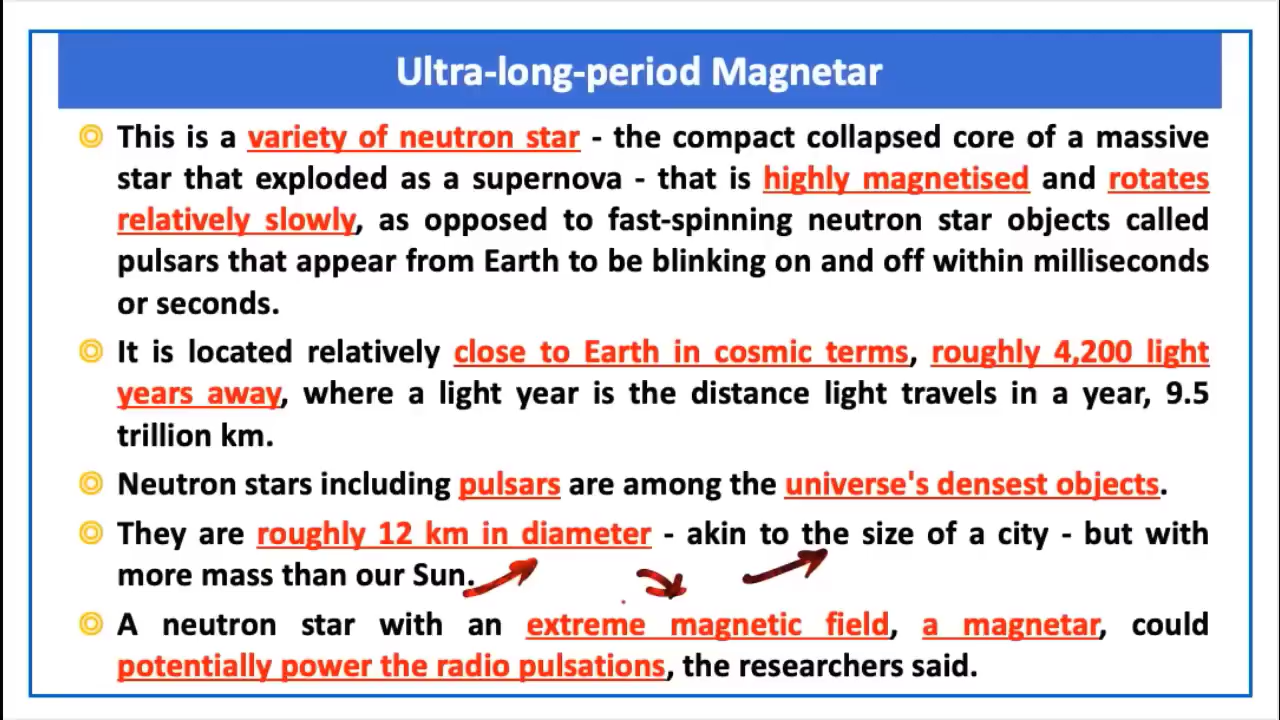 Ultra-long-period Magnetar
This is a variety of neutron star - the compact collapsed core of a massive
star that exploded as a supernova - that is highly magnetised and rotates
relatively slowly, as opposed to fast-spinning neutron star objects called
pulsars that appear from Earth to be blinking on and off within milliseconds
or seconds.
It is located relatively close to Earth in cosmic terms, roughly 4,200 light
years away, where a light year is the distance light travels in a year, 9.5
trillion km.
Neutron stars including pulsars are among the universe's densest objects.
They are roughly 12 km in diameter - akin to the size of a city - but with
more mass than our Sun.
A neutron star with an extreme magnetic field, a magnetar, could
potentially power the radio pulsations, the researchers said.